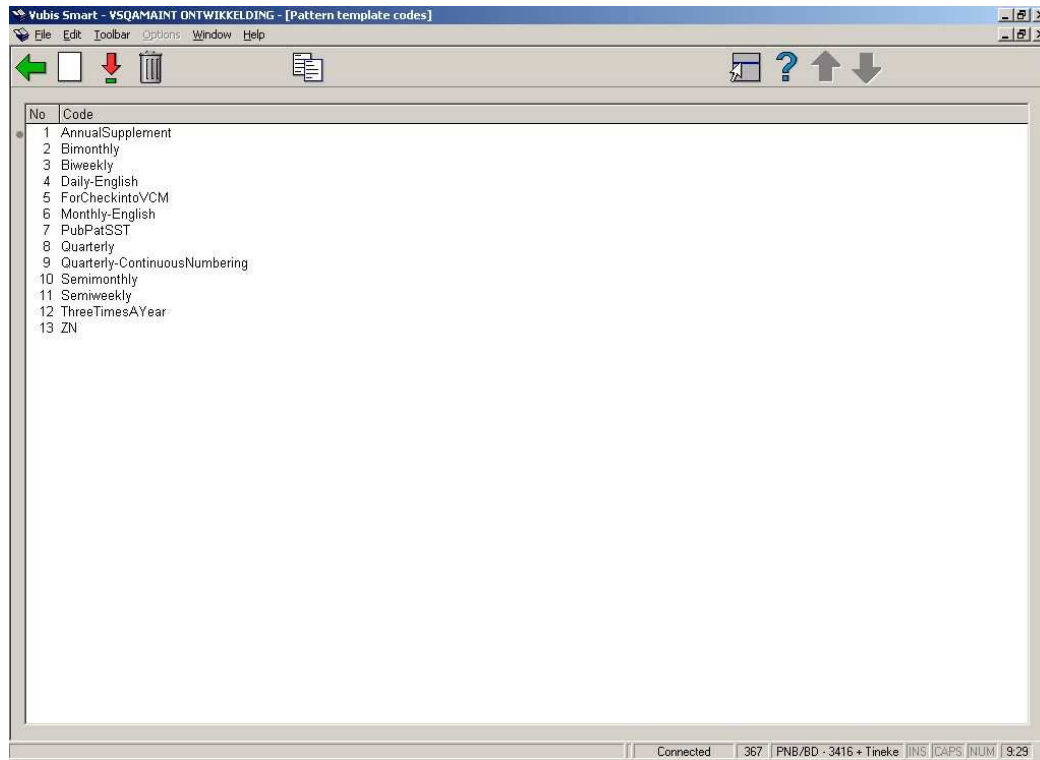 Vubis Smart - VSQAMAINT ONTWIKKELDING - [Pattern template codes]
File Edit Toolbar Options Window Help
No Code
1 AnnualSupplement
2 Bimonthly
3 Biweekly
4 Daily-English
5 ForCheckintoVCM
6 Monthly-English
7 PubPatSST
8 Quarterly
9 Quarterly-ContinuousNumbering
10 Semimonthly
11 Semiweekly
12 ThreeTimesAYear
13 ZN
Connected 367 PNB/BD - 3416 + Tineke INS CAPS NUM 9:29